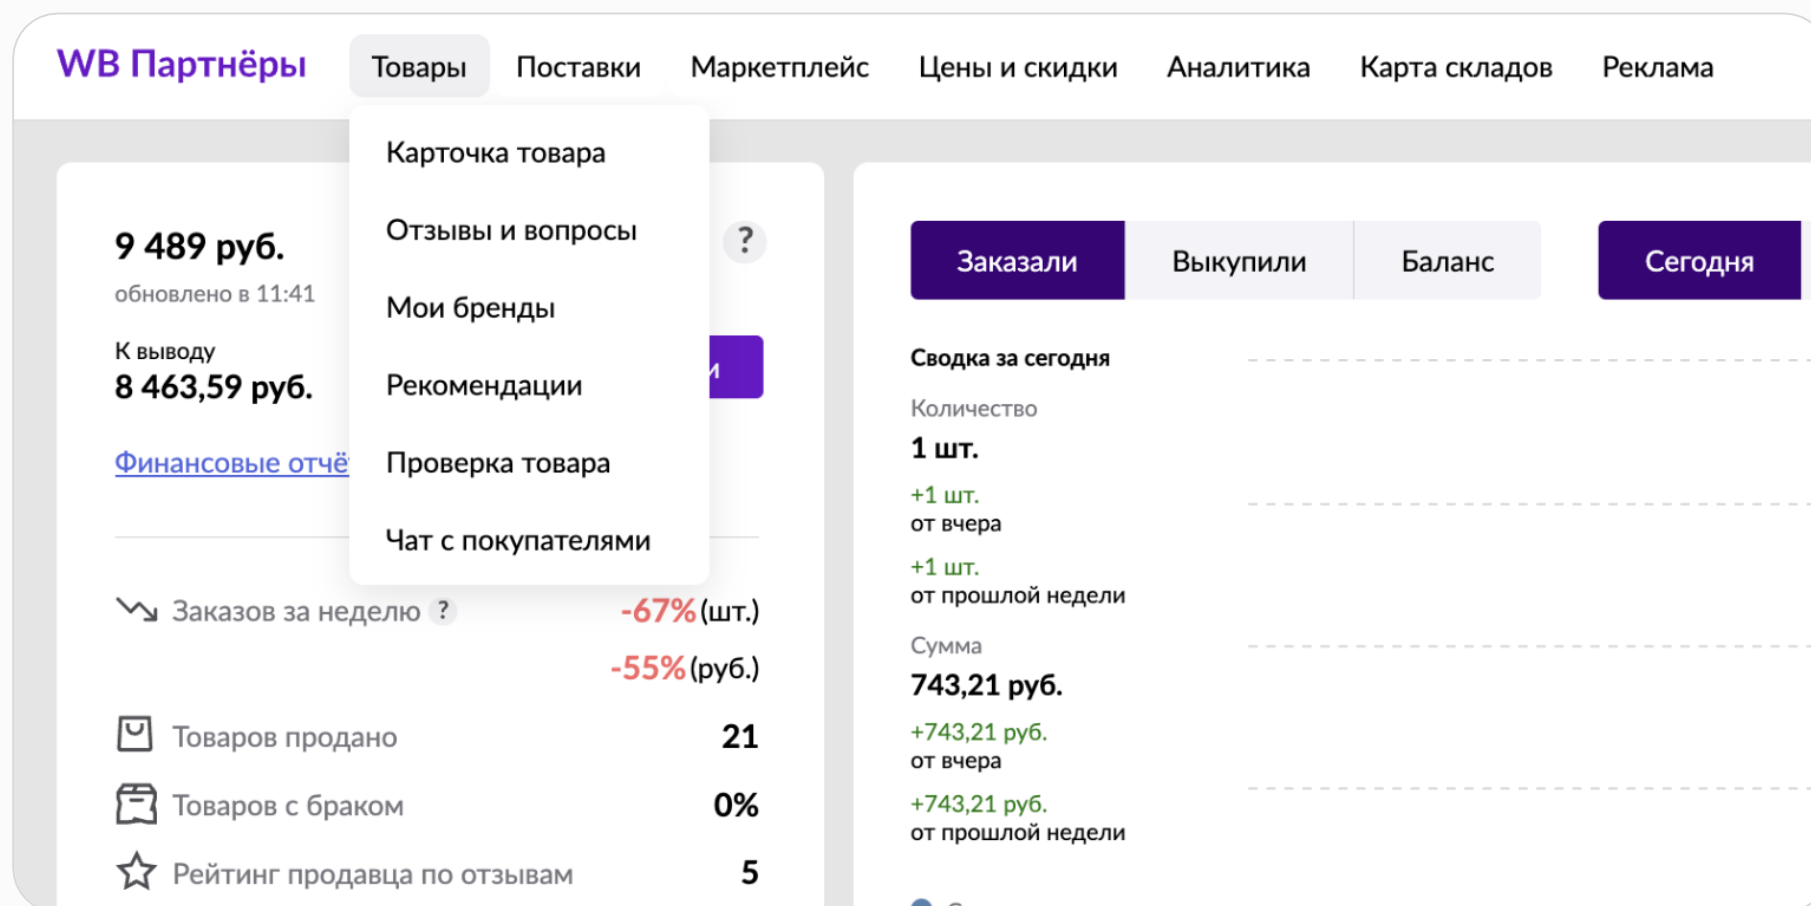 WB Партнёры
Товары
Поставки
Маркетплейс
Цены и скидки
Аналитика
Карта складов
Реклама
Карточка товара
Отзывы и вопросы
Мои бренды
Рекомендации
Проверка товара
Чат с покупателями
9 489 руб.
?
обновлено в 11:41
К выводу
8 463,59 руб.
Финансовые отчё
Заказов за неделю ? -67% (шт.)
-55% (руб.)
Товаров продано 21
Товаров с браком 0%
Рейтинг продавца по отзывам 5
Заказали
Выкупили
Баланс
Сегодня
Сводка за сегодня
Количество
1 шт.
+1 шт.
от вчера
+1 шт.
от прошлой недели
Сумма
743,21 руб.
+743,21 руб.
от вчера
+743,21 руб.
от прошлой недели